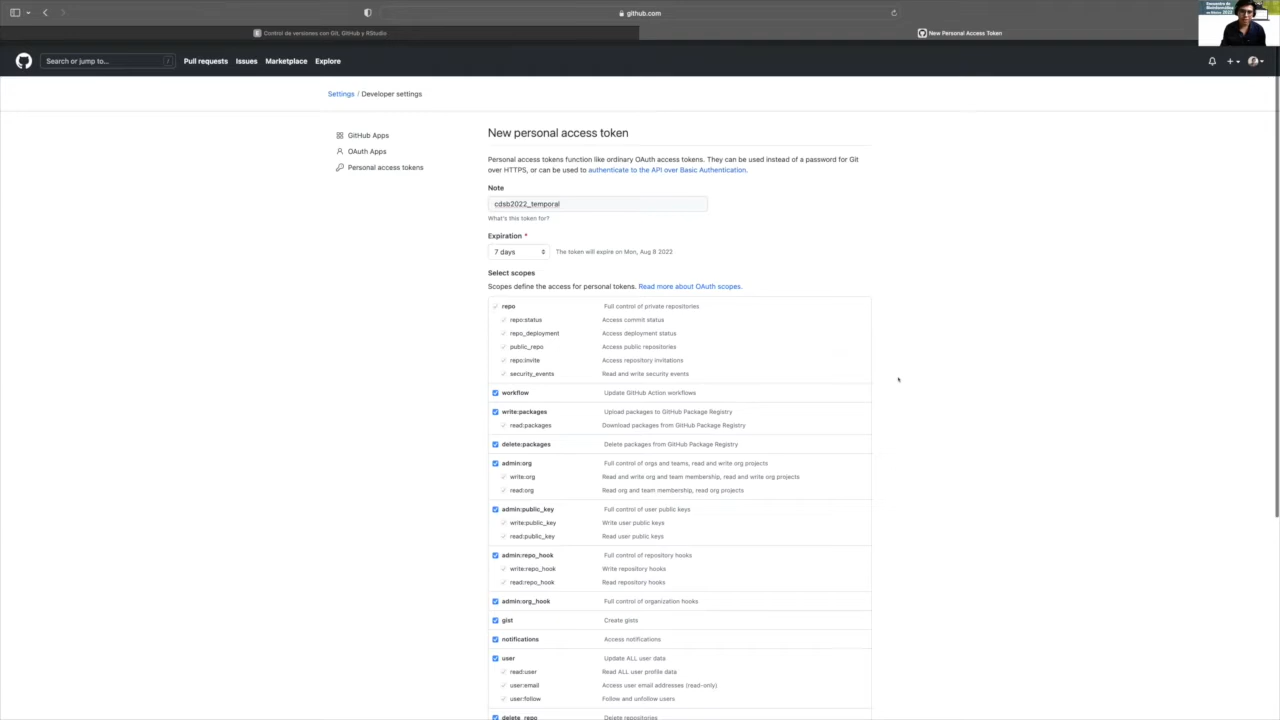 github.com
Control de versiones con Git, GitHub y RStudio
New Personal Access Token
Encuentro de
Bioinformática
en México 2022
Search or jump to... /
Pull requests Issues Marketplace Explore
Settings / Developer settings
GitHub Apps
OAuth Apps
Personal access tokens
New personal access token
Personal access tokens function like ordinary OAuth access tokens. They can be used instead of a password for Git
over HTTPS, or can be used to authenticate to the API over Basic Authentication.
Note
cdsb2022_temporal
What's this token for?
Expiration *
7 days The token will expire on Mon, Aug 8 2022
Select scopes
Scopes define the access for personal tokens. Read more about OAuth scopes.
repo Full control of private repositories
repo:status Access commit status
repo_deployment Access deployment status
public_repo Access public repositories
repo:invite Access repository invitations
security_events Read and write security events
workflow Update GitHub Action workflows
write:packages Upload packages to GitHub Package Registry
read:packages Download packages from GitHub Package Registry
delete:packages Delete packages from GitHub Package Registry
admin:org Full control of orgs and teams, read and write org projects
write:org Read and write org and team membership, read and write org projects
read:org Read org and team membership, read org projects
admin:public_key Full control of user public keys
write:public_key Write user public keys
read:public_key Read user public keys
admin:repo_hook Full control of repository hooks
write:repo_hook Write repository hooks
read:repo_hook Read repository hooks
admin:org_hook Full control of organization hooks
gist Create gists
notifications Access notifications
user Update ALL user data
read:user Read ALL user profile data
user:email Access user email addresses (read-only)
user:follow Follow and unfollow users
delete_repo Delete repositories